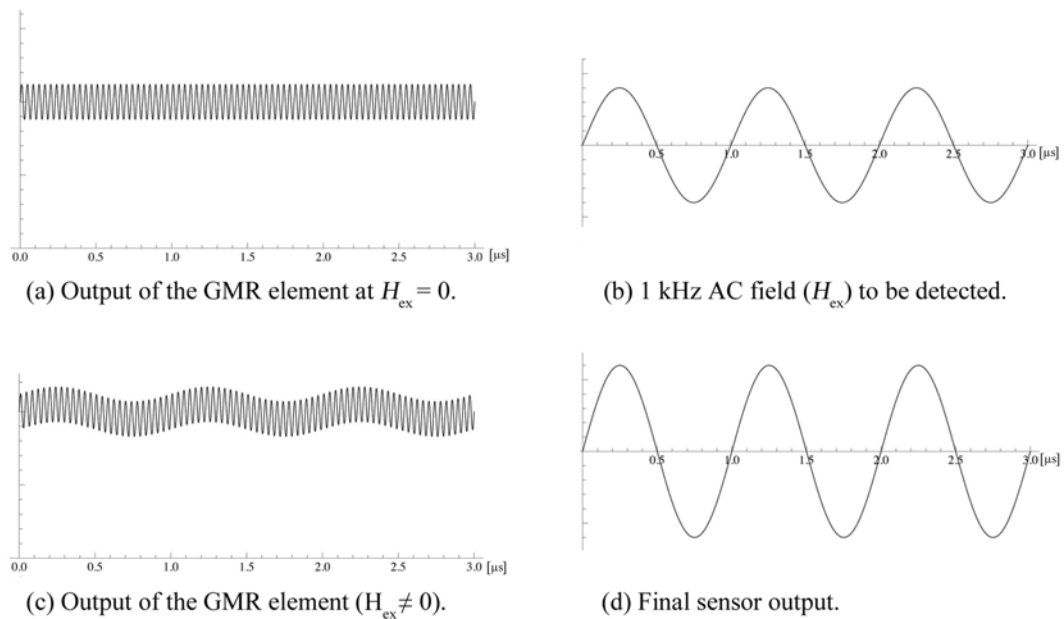 0.0 0.5 1.0 1.5 2.0 2.5 3.0 [μs]
(a) Output of the GMR element at Hex = 0.
0.5 1.0 1.5 2.0 2.5 3.0 [μs]
(b) 1 kHz AC field (Hex) to be detected.
0.0 0.5 1.0 1.5 2.0 2.5 3.0 [μs]
(c) Output of the GMR element (Hex ≠ 0).
0.5 1.0 1.5 2.0 2.5 3.0 [μs]
(d) Final sensor output.